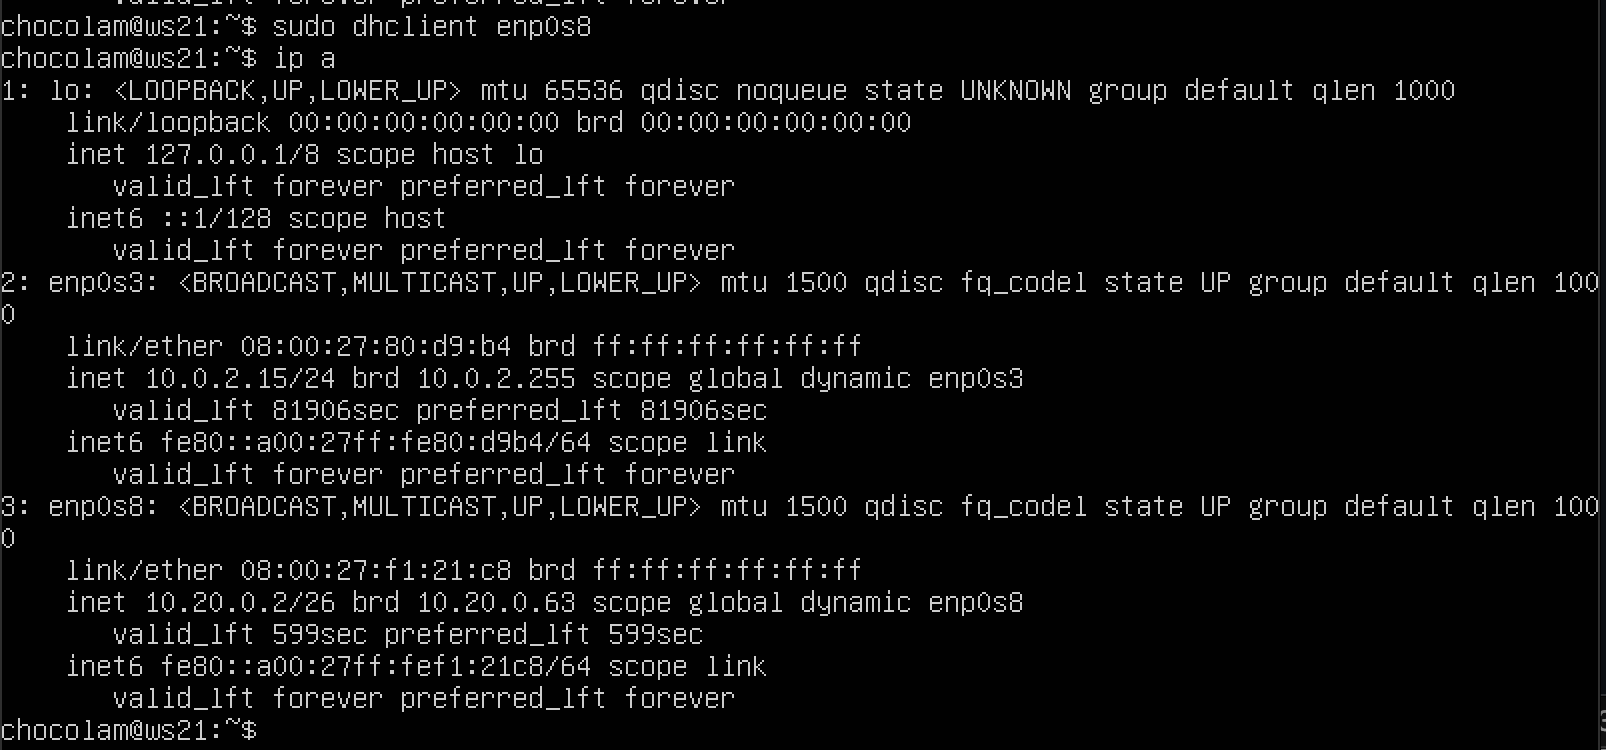 valid_lft forever preferred_lft forever
chocolam@ws21:~$ sudo dhclient enp0s8
chocolam@ws21:~$ ip a
1: lo: <LOOPBACK,UP,LOWER_UP> mtu 65536 qdisc noqueue state UNKNOWN group default qlen 1000
    link/loopback 00:00:00:00:00:00 brd 00:00:00:00:00:00
    inet 127.0.0.1/8 scope host lo
       valid_lft forever preferred_lft forever
    inet6 ::1/128 scope host
       valid_lft forever preferred_lft forever
2: enp0s3: <BROADCAST,MULTICAST,UP,LOWER_UP> mtu 1500 qdisc fq_codel state UP group default qlen 100
0
    link/ether 08:00:27:80:d9:b4 brd ff:ff:ff:ff:ff:ff
    inet 10.0.2.15/24 brd 10.0.2.255 scope global dynamic enp0s3
       valid_lft 81906sec preferred_lft 81906sec
    inet6 fe80::a00:27ff:fe80:d9b4/64 scope link
       valid_lft forever preferred_lft forever
3: enp0s8: <BROADCAST,MULTICAST,UP,LOWER_UP> mtu 1500 qdisc fq_codel state UP group default qlen 100
0
    link/ether 08:00:27:f1:21:c8 brd ff:ff:ff:ff:ff:ff
    inet 10.20.0.2/26 brd 10.20.0.63 scope global dynamic enp0s8
       valid_lft 599sec preferred_lft 599sec
    inet6 fe80::a00:27ff:fef1:21c8/64 scope link
       valid_lft forever preferred_lft forever
chocolam@ws21:~$